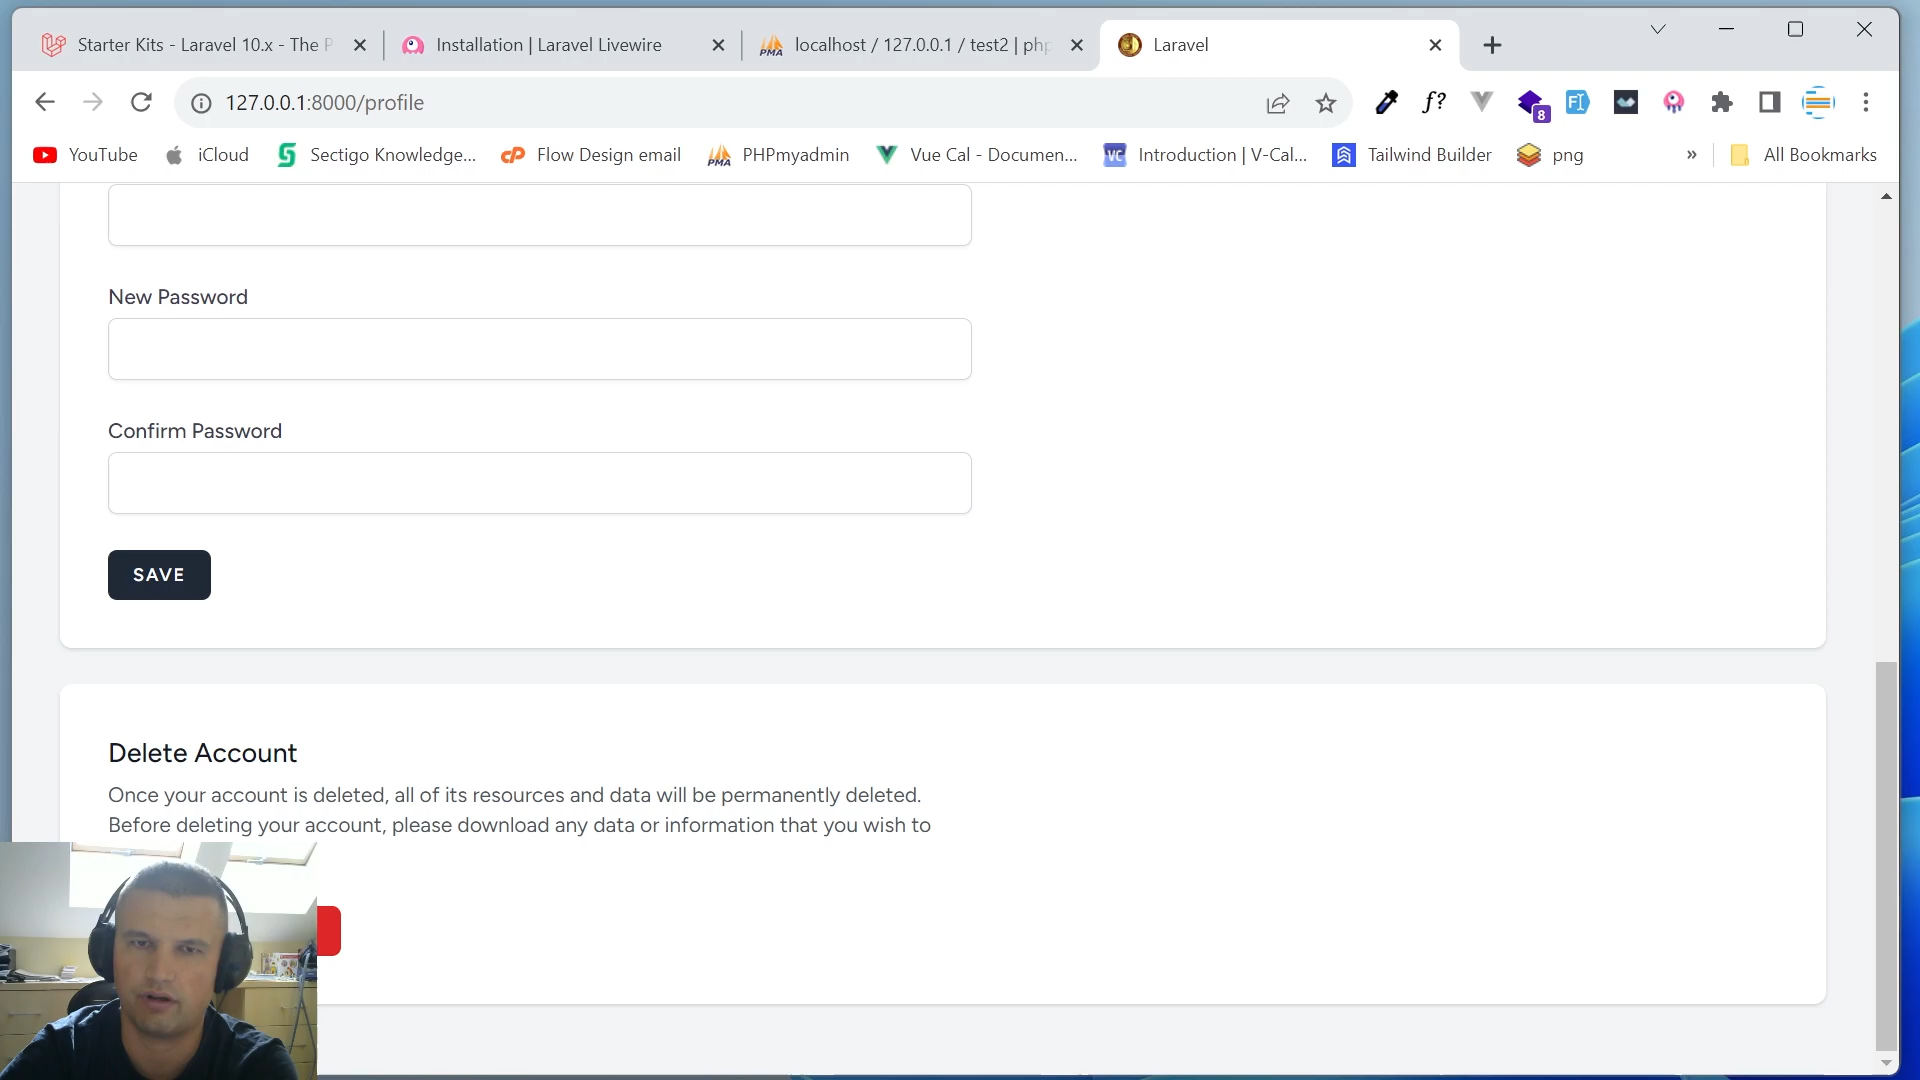 Starter Kits - Laravel 10.x - The P
Installation | Laravel Livewire
localhost / 127.0.0.1 / test2 | php
Laravel
127.0.0.1:8000/profile
f?
8
YouTube
iCloud
Sectigo Knowledge...
Flow Design email
PHPmyadmin
Vue Cal - Documen...
Introduction | V-Cal...
Tailwind Builder
png
»
All Bookmarks
New Password
Confirm Password
SAVE
Delete Account
Once your account is deleted, all of its resources and data will be permanently deleted.
Before deleting your account, please download any data or information that you wish to